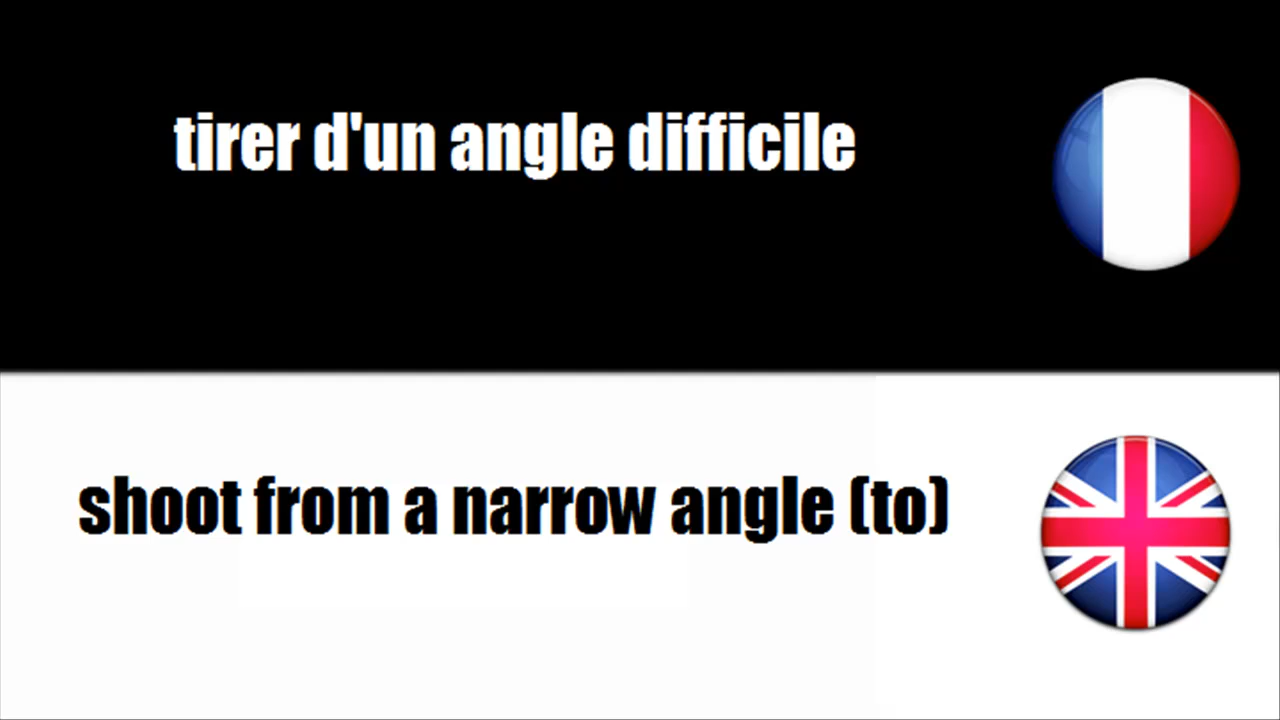 tirer d'un angle difficile
shoot from a narrow angle (to)